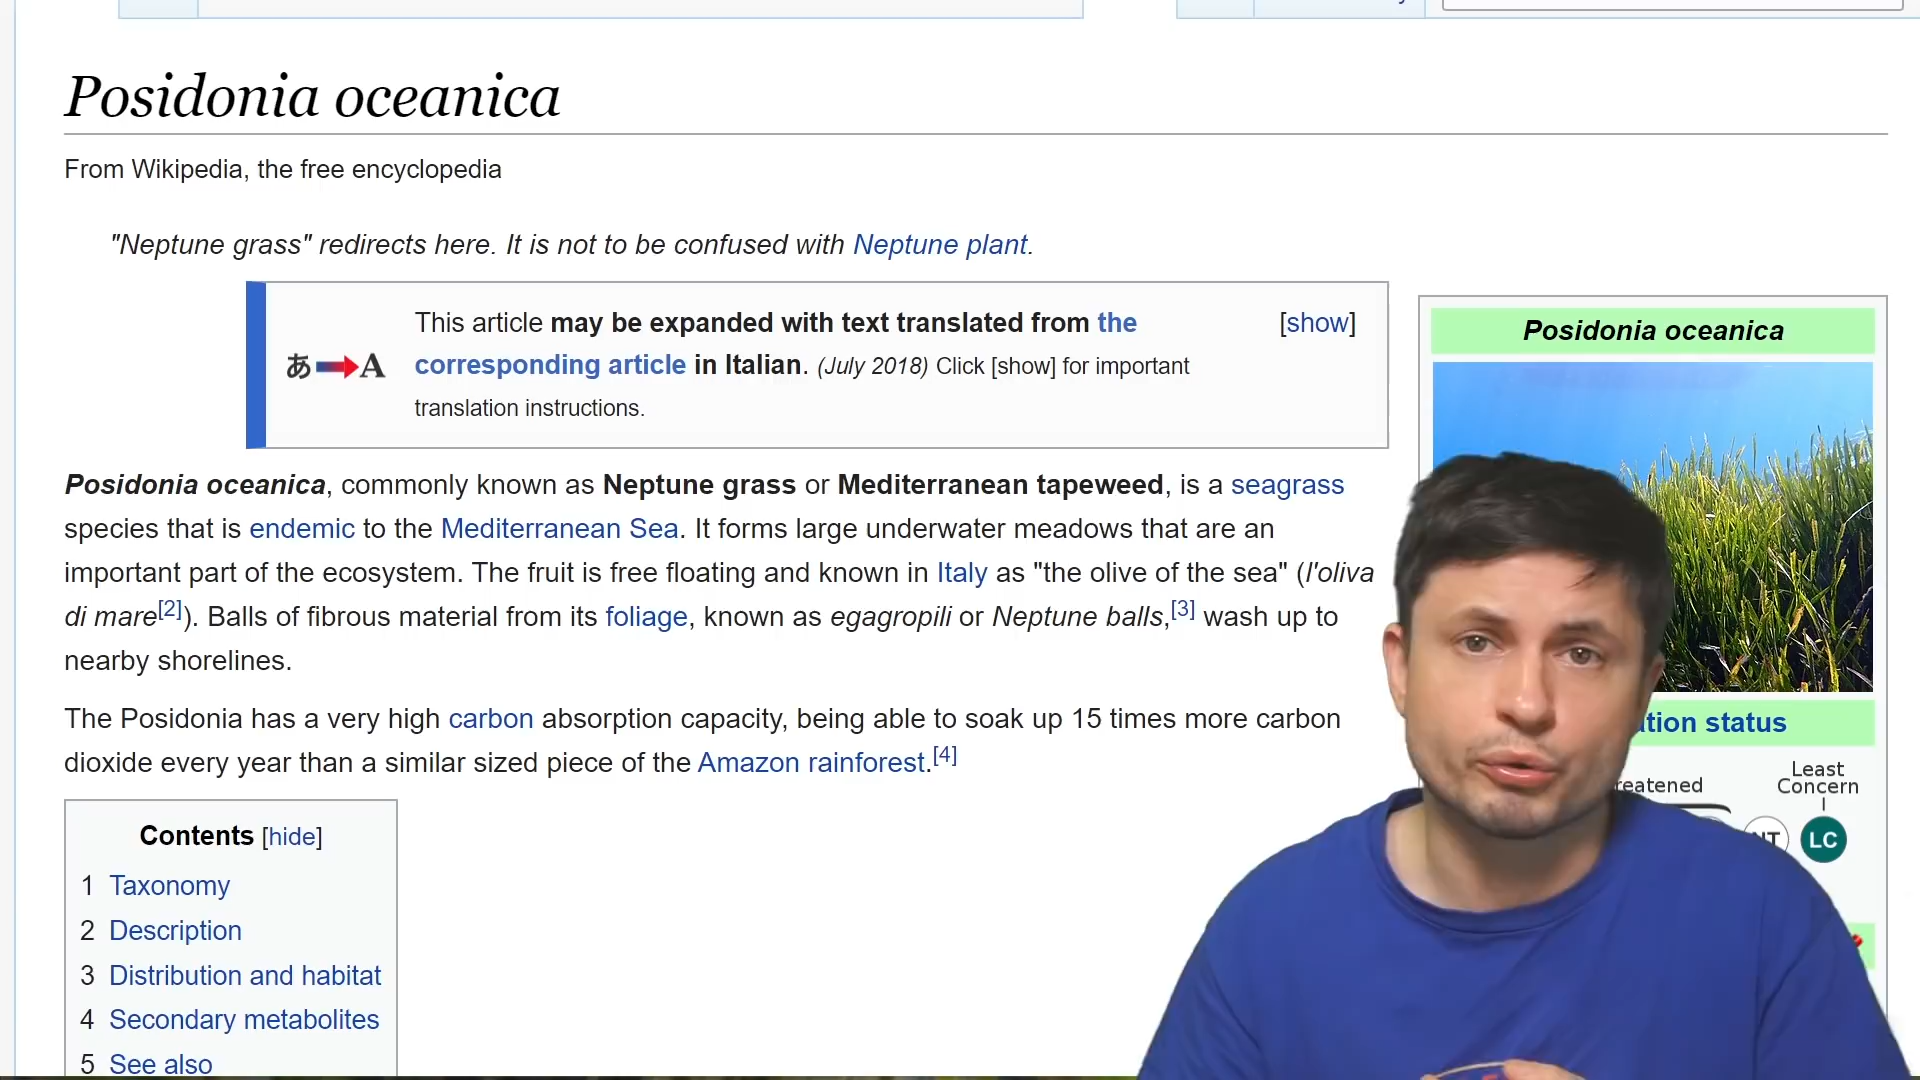 Posidonia oceanica
From Wikipedia, the free encyclopedia
"Neptune grass" redirects here. It is not to be confused with Neptune plant.
あ A
This article may be expanded with text translated from the [show]
corresponding article in Italian. (July 2018) Click [show] for important
translation instructions.
Posidonia oceanica, commonly known as Neptune grass or Mediterranean tapeweed, is a seagrass
species that is endemic to the Mediterranean Sea. It forms large underwater meadows that are an
important part of the ecosystem. The fruit is free floating and known in Italy as "the olive of the sea" (l'oliva
di mare[2]). Balls of fibrous material from its foliage, known as egagropili or Neptune balls,[3] wash up to
nearby shorelines.
The Posidonia has a very high carbon absorption capacity, being able to soak up 15 times more carbon
dioxide every year than a similar sized piece of the Amazon rainforest.[4]
Contents [hide]
1 Taxonomy
2 Description
3 Distribution and habitat
4 Secondary metabolites
5 See also
Posidonia oceanica
status
Least
Concern
LC